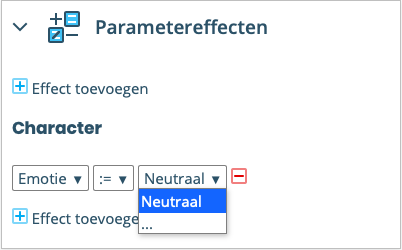 Parametereffecten
Effect toevoegen
Character
Emotie := Neutraal
Neutraal
...
Effect toevoege